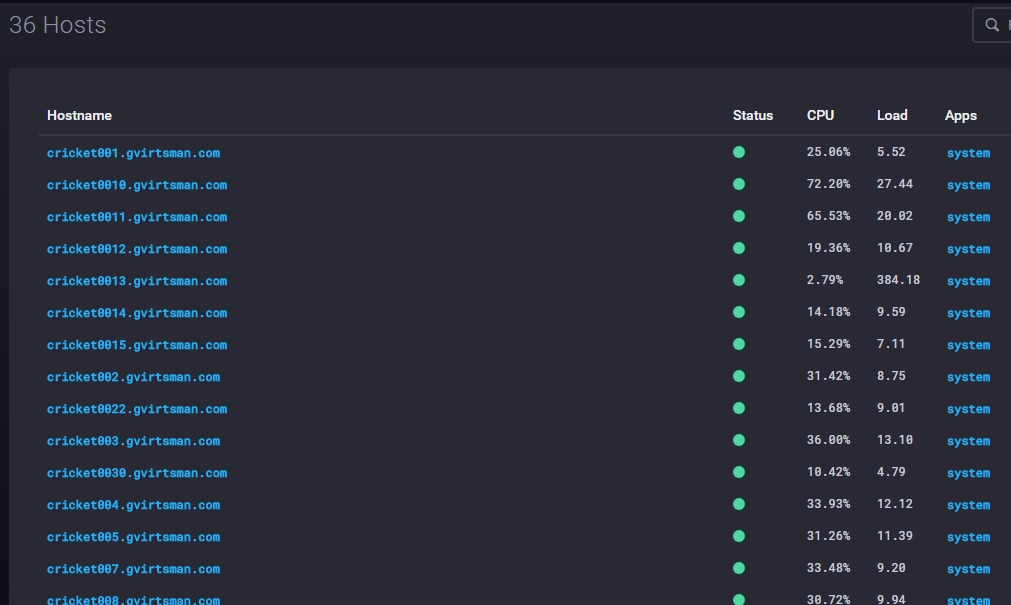 36 Hosts
Hostname Status CPU Load Apps
cricket001.gvirtsman.com 25.06% 5.52 system
cricket0010.gvirtsman.com 72.20% 27.44 system
cricket0011.gvirtsman.com 65.53% 20.02 system
cricket0012.gvirtsman.com 19.36% 10.67 system
cricket0013.gvirtsman.com 2.79% 384.18 system
cricket0014.gvirtsman.com 14.18% 9.59 system
cricket0015.gvirtsman.com 15.29% 7.11 system
cricket002.gvirtsman.com 31.42% 8.75 system
cricket0022.gvirtsman.com 13.68% 9.01 system
cricket003.gvirtsman.com 36.00% 13.10 system
cricket0030.gvirtsman.com 10.42% 4.79 system
cricket004.gvirtsman.com 33.93% 12.12 system
cricket005.gvirtsman.com 31.26% 11.39 system
cricket007.gvirtsman.com 33.48% 9.20 system
cricket008.gvirtsman.com 30.72% 9.94 system